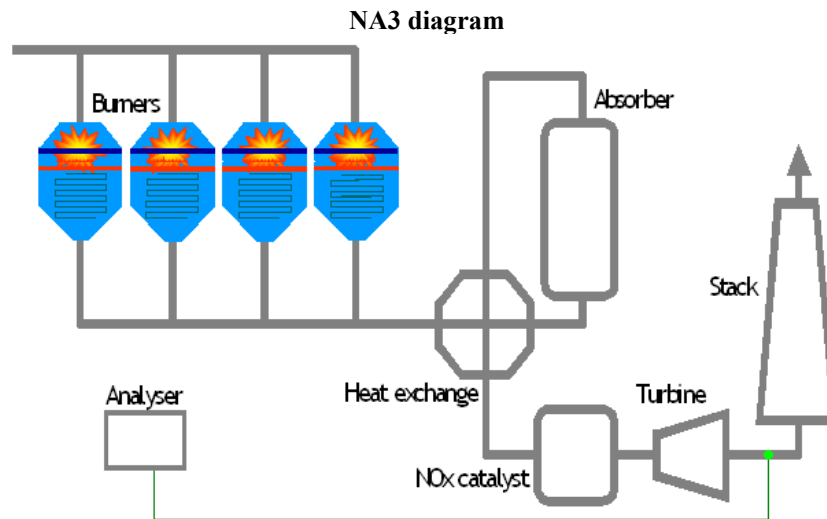 NA3 diagram
Burners
Absorber
Stack
Heat exchange
Turbine
Analyser
NOx catalyst